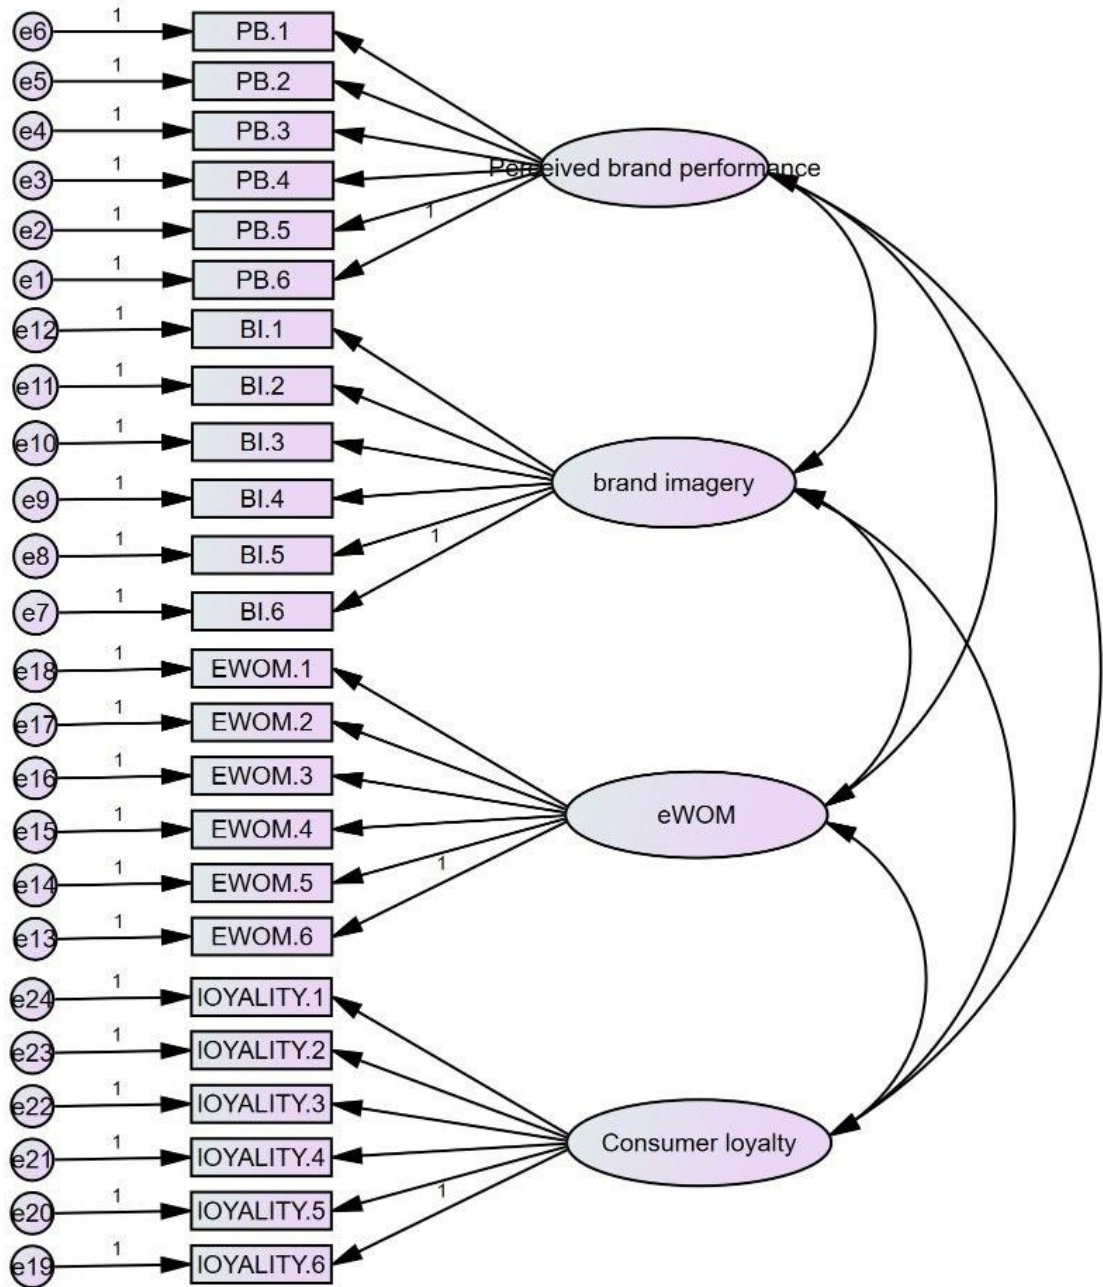 e6 1 PB.1
e5 1 PB.2
e4 1 PB.3
Perceived brand performance
e3 1 PB.4
e2 1 PB.5 1
e1 1 PB.6
e12 1 BI.1
e11 1 BI.2
e10 1 BI.3
brand imagery
e9 1 BI.4
e8 1 BI.5 1
e7 1 BI.6
e18 1 EWOM.1
e17 1 EWOM.2
e16 1 EWOM.3
eWOM
e15 1 EWOM.4
e14 1 EWOM.5 1
e13 1 EWOM.6
e24 1 lOYALITY.1
e23 1 lOYALITY.2
e22 1 lOYALITY.3
Consumer loyalty
e21 1 lOYALITY.4
e20 1 lOYALITY.5 1
e19 1 lOYALITY.6